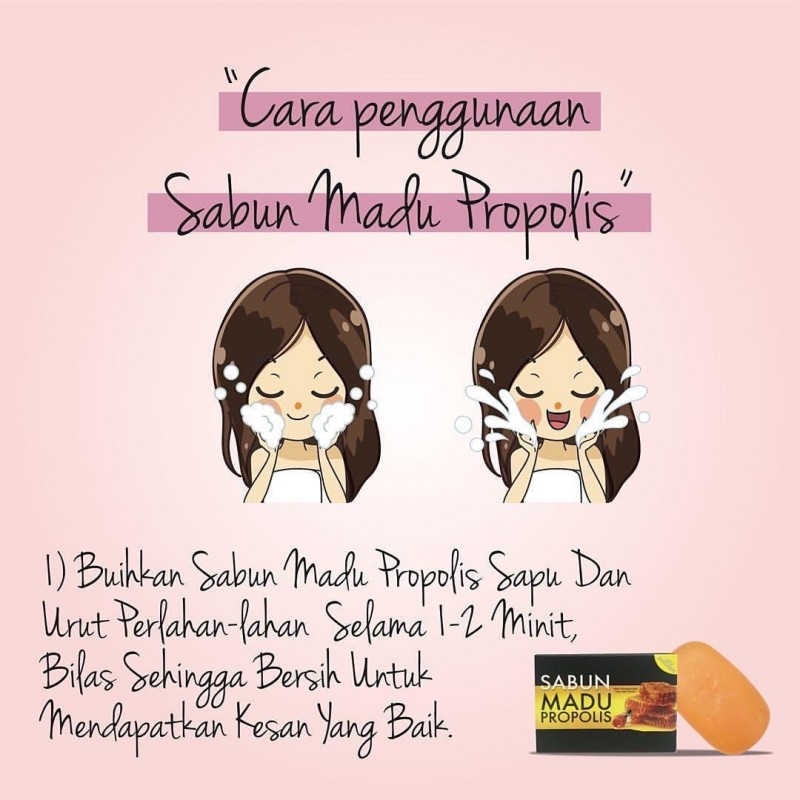 "Cara penggunaan
Sabun Madu Propolis"
1) Buihkan Sabun Madu Propolis Sapu Dan
Urut Perlahan-lahan Selama 1-2 Minit,
Bilas Sehingga Bersih Untuk
Mendapatkan Kesan Yang Baik.
SABUN
MADU
PROPOLIS